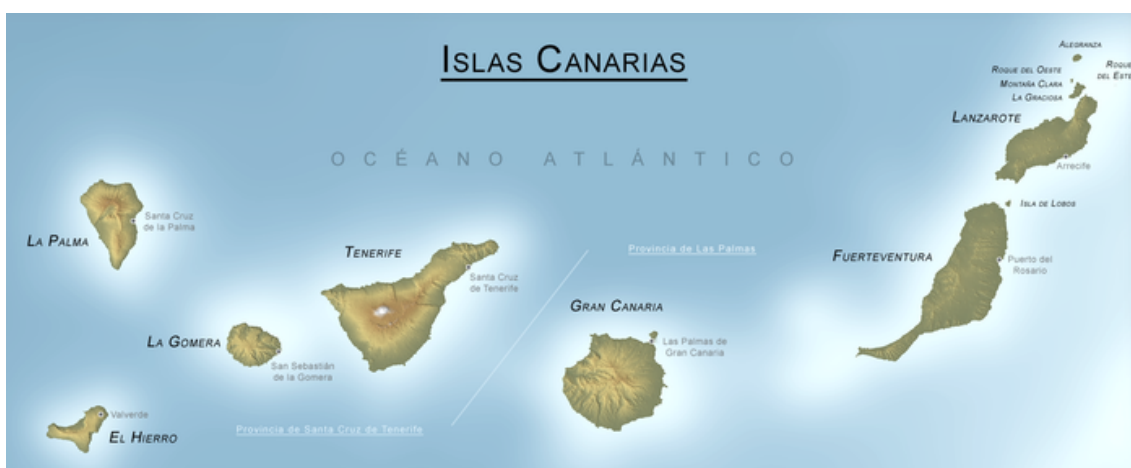 ISLAS CANARIAS
ALEGRANZA
ROQUE DEL OESTE
ROQUE
DEL ESTE
MONTAÑA CLARA
LA GRACIOSA
LANZAROTE
OCÉANO ATLÁNTICO
Arrecife
ISLA DE LOBOS
Santa Cruz
de la Palma
LA PALMA
TENERIFE
Provincia de Las Palmas
FUERTEVENTURA
Puerto del
Rosario
Santa Cruz
de Tenerife
GRAN CANARIA
LA GOMERA
Las Palmas de
Gran Canaria
San Sebastián
de la Gomera
Valverde
EL HIERRO
Provincia de Santa Cruz de Tenerife